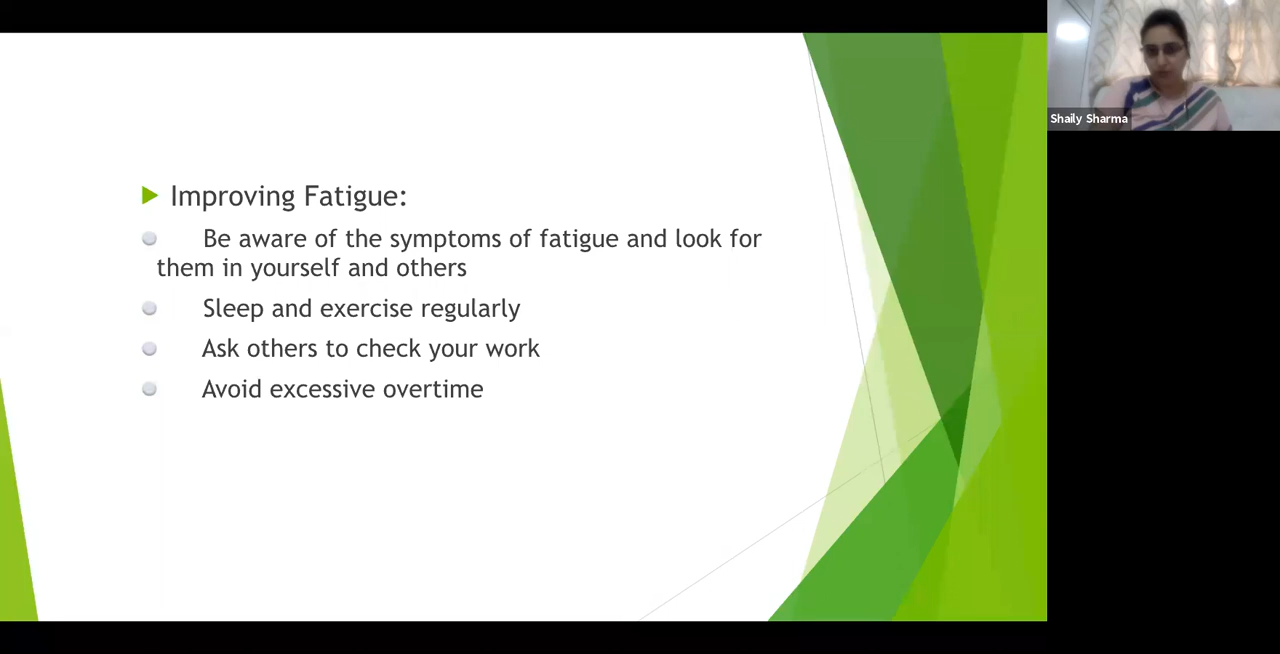 Improving Fatigue:
Be aware of the symptoms of fatigue and look for
them in yourself and others
Sleep and exercise regularly
Ask others to check your work
Avoid excessive overtime
Shaily Sharma